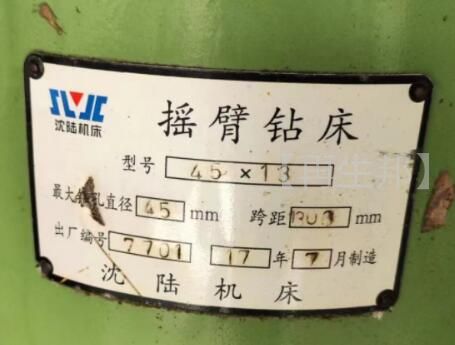 SLJC
沈陆机床
摇臂钻床
型号 45×13
最大钻孔直径 45 mm 跨距 mm
出厂编号 7701 17 年 7 月制造
沈陆机床